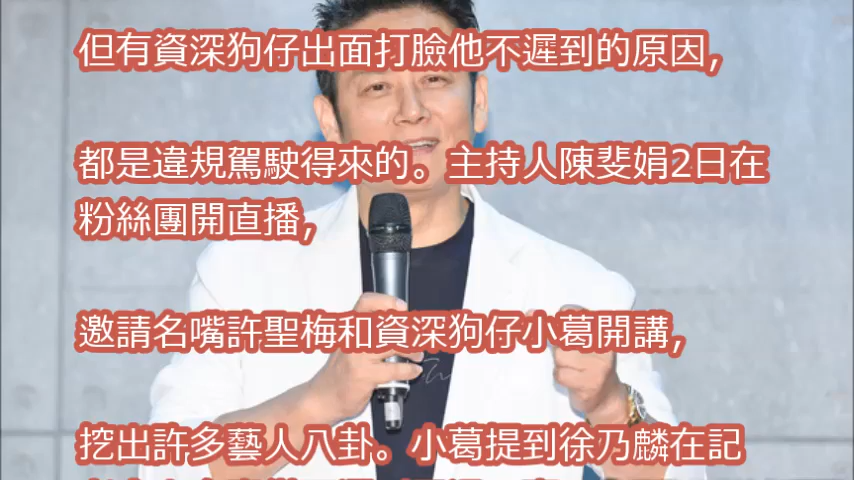 但有資深狗仔出面打臉他不遲到的原因，
都是違規駕駛得來的。主持人陳斐娟2日在
粉絲團開直播，
邀請名嘴許聖梅和資深狗仔小葛開講，
挖出許多藝人八卦。小葛提到徐乃麟在記